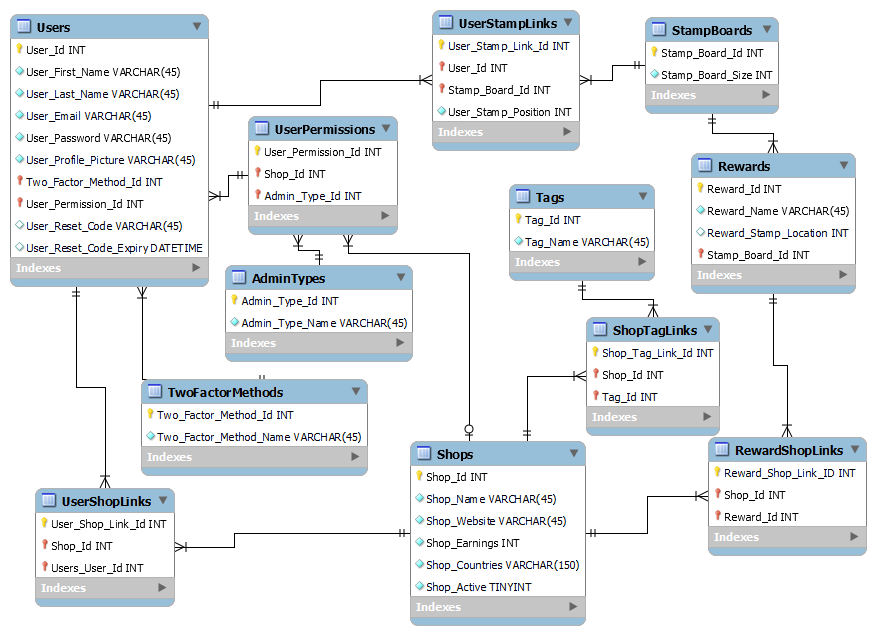 Users
User_Id INT
User_First_Name VARCHAR(45)
User_Last_Name VARCHAR(45)
User_Email VARCHAR(45)
User_Password VARCHAR(45)
User_Profile_Picture VARCHAR(45)
Two_Factor_Method_Id INT
User_Permission_Id INT
User_Reset_Code VARCHAR(45)
User_Reset_Code_Expiry DATETIME
Indexes
UserStampLinks
User_Stamp_Link_Id INT
User_Id INT
Stamp_Board_Id INT
User_Stamp_Position INT
Indexes
StampBoards
Stamp_Board_Id INT
Stamp_Board_Size INT
Indexes
UserPermissions
User_Permission_Id INT
Shop_Id INT
Admin_Type_Id INT
Indexes
Rewards
Reward_Id INT
Reward_Name VARCHAR(45)
Reward_Stamp_Location INT
Stamp_Board_Id INT
Indexes
Tags
Tag_Id INT
Tag_Name VARCHAR(45)
Indexes
AdminTypes
Admin_Type_Id INT
Admin_Type_Name VARCHAR(45)
Indexes
ShopTagLinks
Shop_Tag_Link_Id INT
Shop_Id INT
Tag_Id INT
Indexes
TwoFactorMethods
Two_Factor_Method_Id INT
Two_Factor_Method_Name VARCHAR(45)
Indexes
Shops
Shop_Id INT
Shop_Name VARCHAR(45)
Shop_Website VARCHAR(45)
Shop_Earnings INT
Shop_Countries VARCHAR(150)
Shop_Active TINYINT
Indexes
RewardShopLinks
Reward_Shop_Link_ID INT
Shop_Id INT
Reward_Id INT
Indexes
UserShopLinks
User_Shop_Link_Id INT
Shop_Id INT
Users_User_Id INT
Indexes